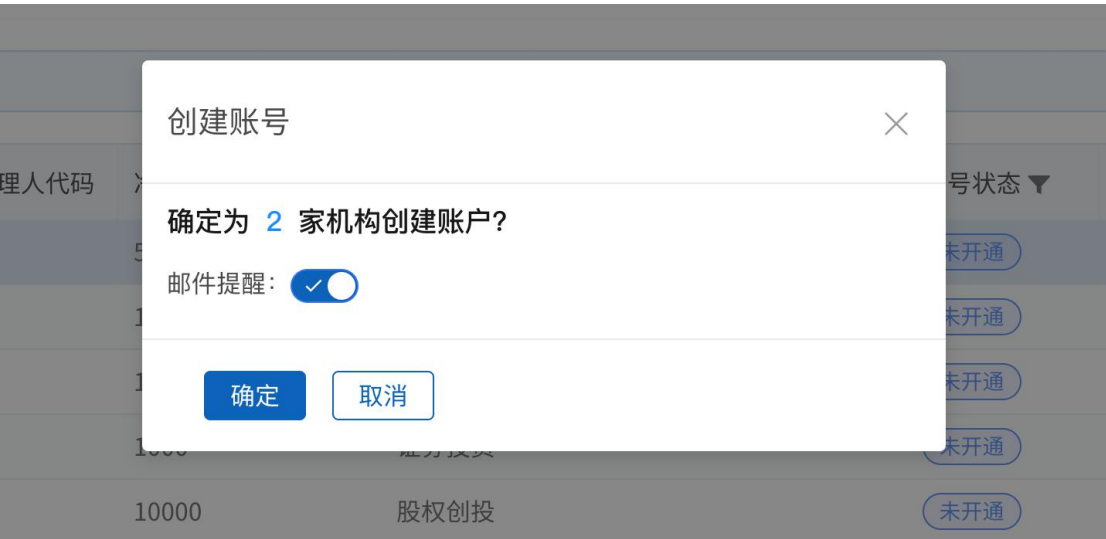 创建账号
理人代码
号状态
确定为 2 家机构创建账户?
未开通
邮件提醒:
未开通
未开通
确定 取消
未开通
10000 股权创投 未开通